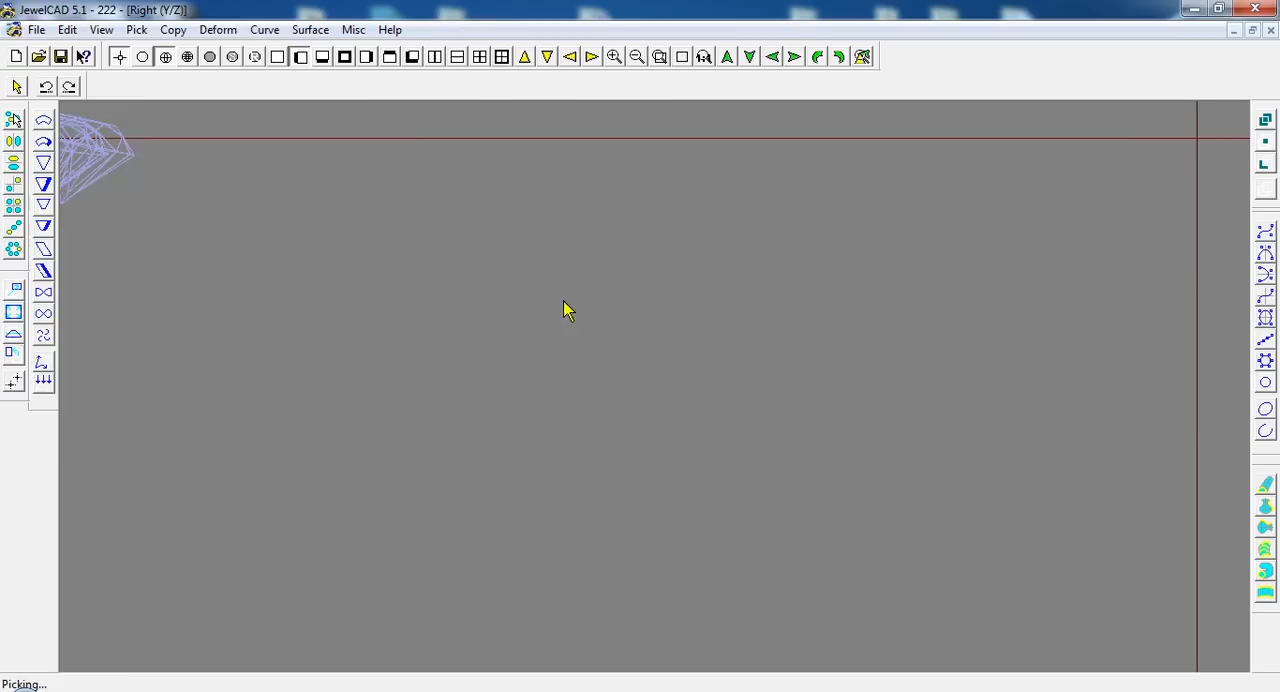 JewelCAD 5.1 - 222 - [Right (Y/Z)]
File Edit View Pick Copy Deform Curve Surface Misc Help
Picking...